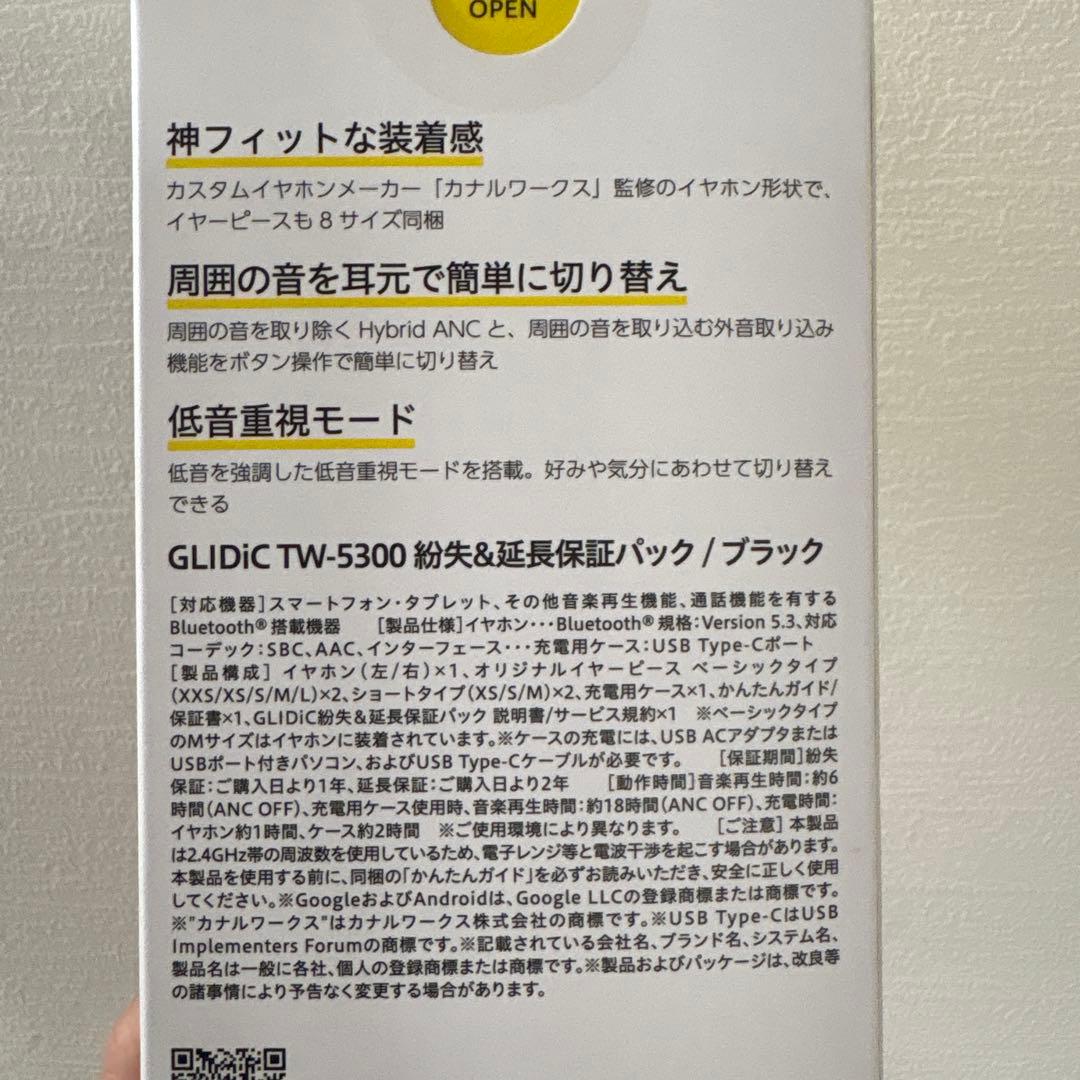 OPEN
神フィットな装着感
カスタムイヤホンメーカー「カナルワークス」監修のイヤホン形状で、
イヤーピースも8サイズ同梱
周囲の音を耳元で簡単に切り替え
周囲の音を取り除くHybrid ANCと、周囲の音を取り込む外音取り込み
機能をボタン操作で簡単に切り替え
低音重視モード
低音を強調した低音重視モードを搭載。好みや気分にあわせて切り替え
できる
GLIDiC TW-5300 紛失&延長保証パック / ブラック
[対応機器]スマートフォン・タブレット、その他音楽再生機能、通話機能を有する
Bluetooth®搭載機器 [製品仕様]イヤホン・・・Bluetooth®規格:Version 5.3、対応
コーデック:SBC、AAC、インターフェース・・・充電用ケース:USB Type-Cポート
[製品構成] イヤホン(左/右)×1、オリジナルイヤーピース ベーシックタイプ
(XXS/XS/S/M/L)×2、ショートタイプ(XS/S/M)×2、充電用ケース×1、かんたんガイド/
保証書×1、GLIDiC紛失&延長保証パック 説明書/サービス規約×1 ※ベーシックタイプ
のMサイズはイヤホンに装着されています。※ケースの充電には、USB ACアダプタまたは
USBポート付きパソコン、およびUSB Type-Cケーブルが必要です。 [保証期間]紛失
保証:ご購入日より1年、延長保証:ご購入日より2年 [動作時間]音楽再生時間:約6
時間(ANC OFF)、充電用ケース使用時、音楽再生時間:約18時間(ANC OFF)、充電時間:
イヤホン約1時間、ケース約2時間 ※ご使用環境により異なります。 [ご注意] 本製品
は2.4GHz帯の周波数を使用しているため、電子レンジ等と電波干渉を起こす場合があります。
本製品を使用する前に、同梱の「かんたんガイド」を必ずお読みいただき、安全に正しく使用
してください。※GoogleおよびAndroidは、Google LLCの登録商標または商標です。
※"カナルワークス"はカナルワークス株式会社の商標です。※USB Type-CはUSB
Implementers Forumの商標です。※記載されている会社名、ブランド名、システム名、
製品名は一般に各社、個人の登録商標または商標です。※製品およびパッケージは、改良等
の諸事情により予告なく変更する場合があります。